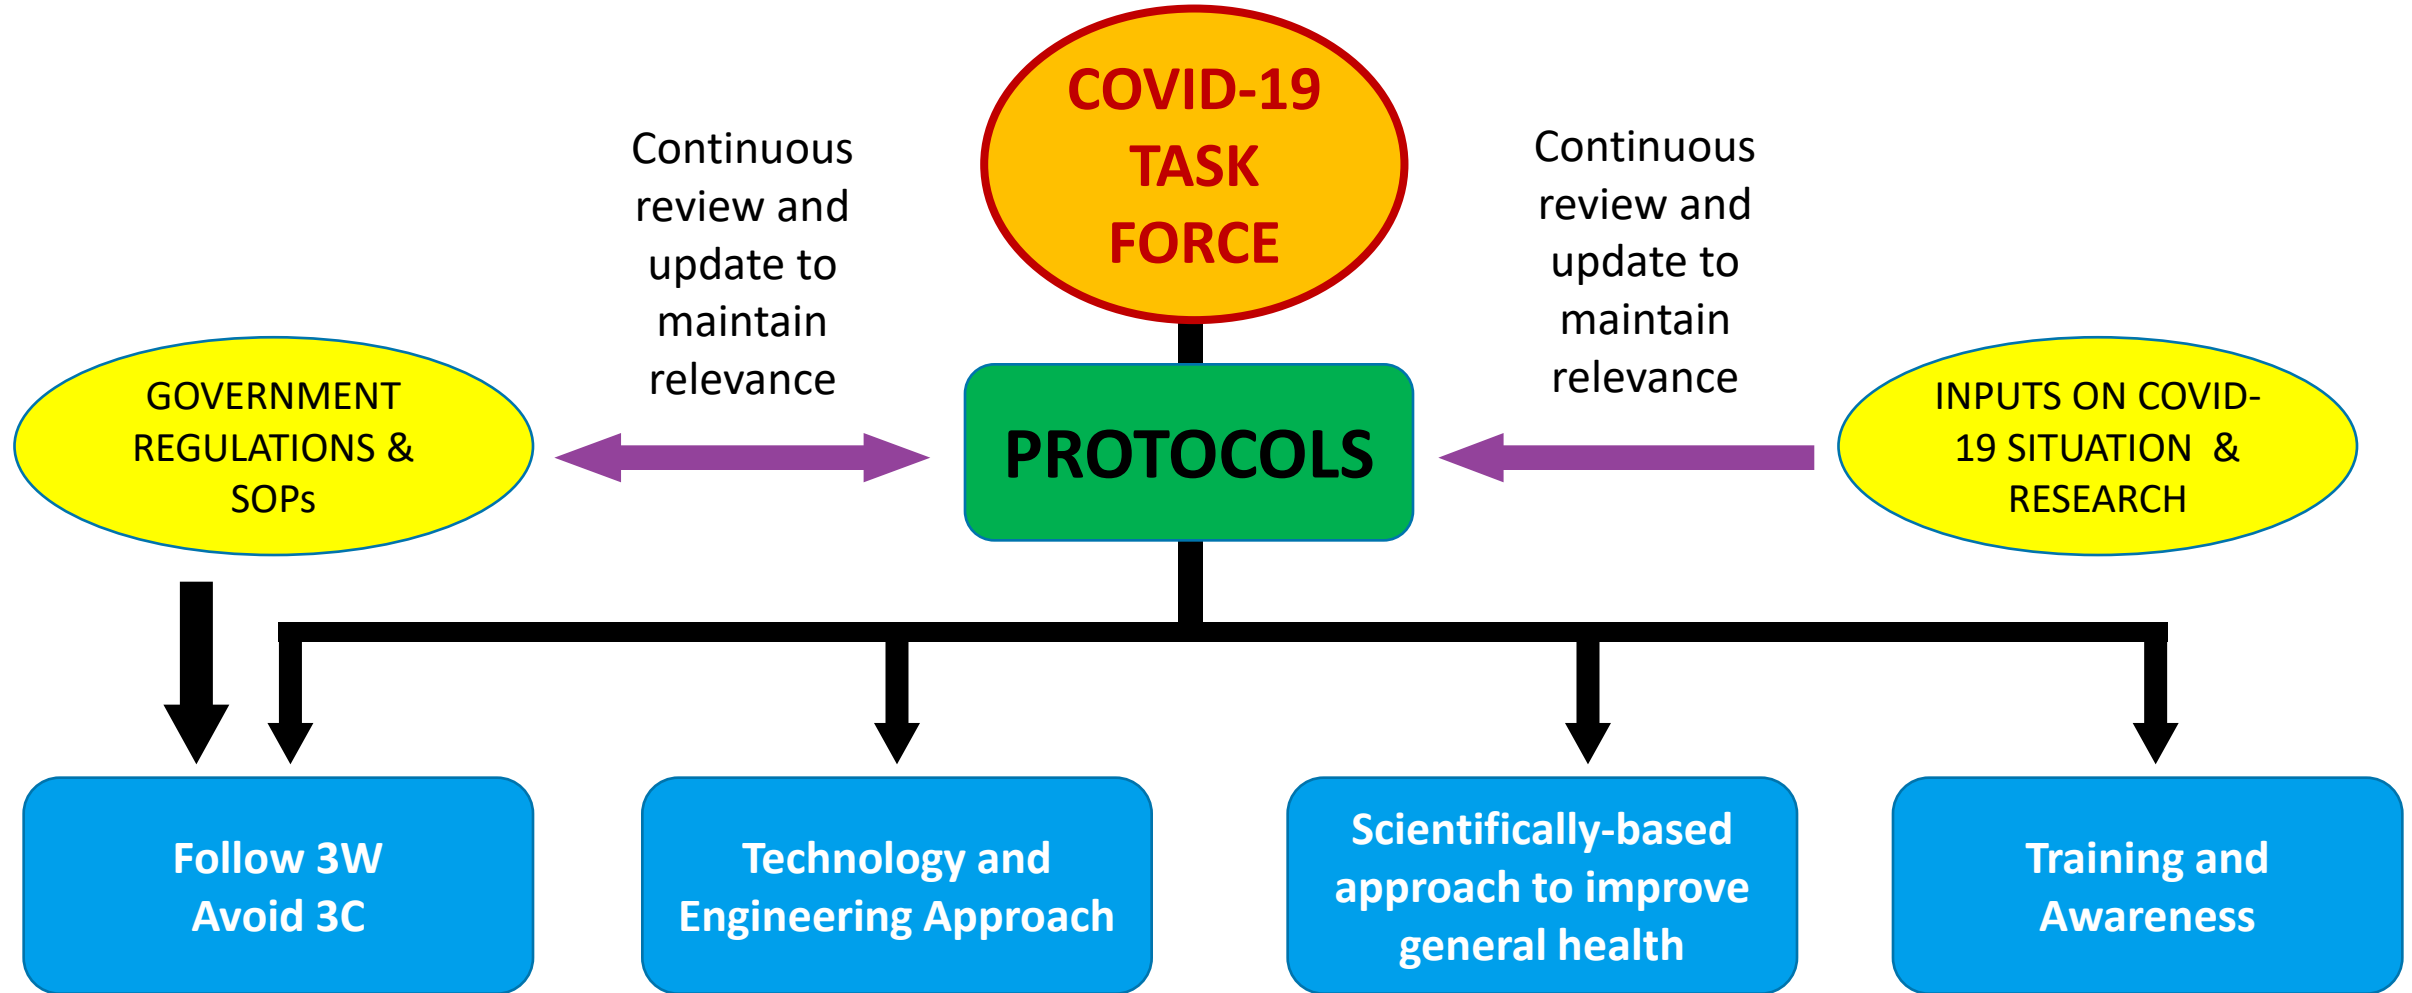 COVID-19
TASK
FORCE
Continuous
review and
update to
maintain
relevance
Continuous
review and
update to
maintain
relevance
GOVERNMENT
REGULATIONS &
SOPs
PROTOCOLS
INPUTS ON COVID-
19 SITUATION &
RESEARCH
Follow 3W
Avoid 3C
Technology and
Engineering Approach
Scientifically-based
approach to improve
general health
Training and
Awareness